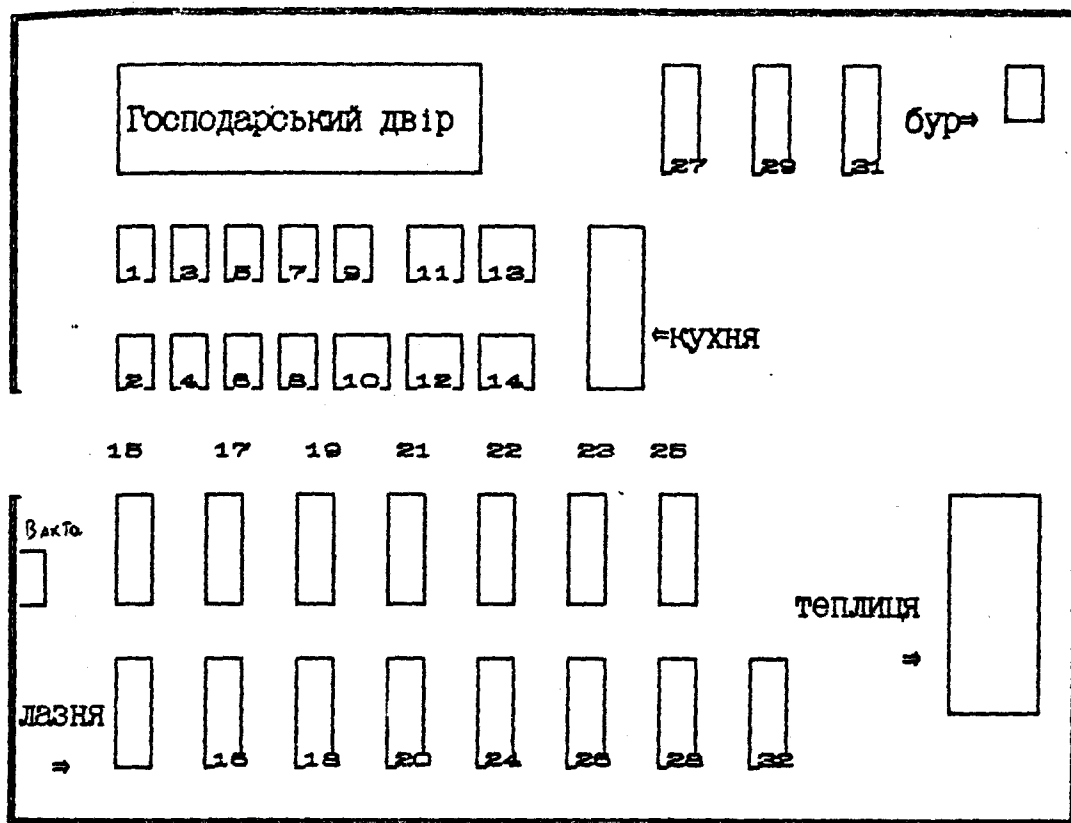 Господарський двір
27 29 31
бур⇒
1 3 5 7 9 11 13
⇐кухня
2 4 6 8 10 12 14
15 17 19 21 22 23 25
Вахта
теплиця
⇒
лазня
⇒
16 18 20 24 26 28 32